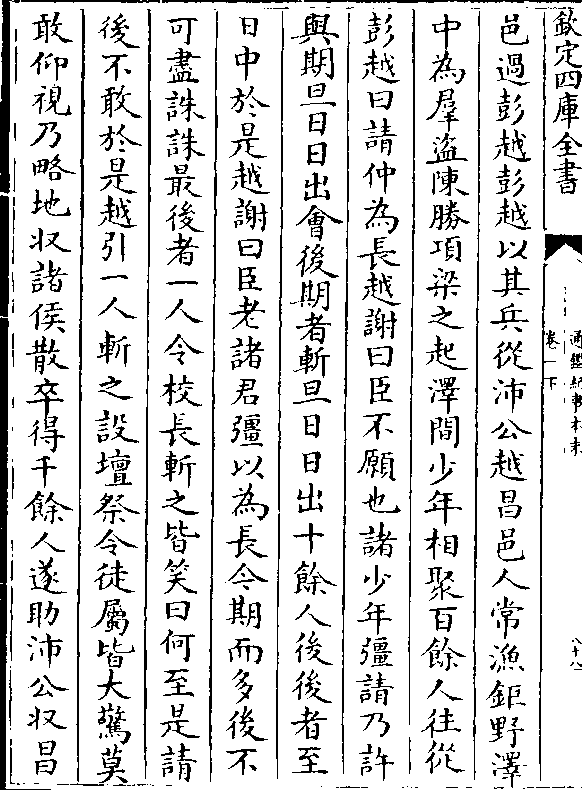 欽定四庫全書
通鑑紀事本末
卷一下
八十八
邑過彭越彭越以其兵從沛公越昌邑人常漁鉅野澤
中為羣盜陳勝項梁之起澤間少年相聚百餘人往從
彭越曰請仲為長越謝曰臣不願也諸少年彊請乃許
與期旦日日出會後期者斬旦日日出十餘人後後者至
日中於是越謝曰臣老諸君彊以為長今期而多後不
可盡誅誅最後者一人令校長斬之皆笑曰何至是請
後不敢於是越引一人斬之設壇祭令徒屬皆大驚莫
敢仰視乃略地収諸侯散卒得千餘人遂助沛公収昌